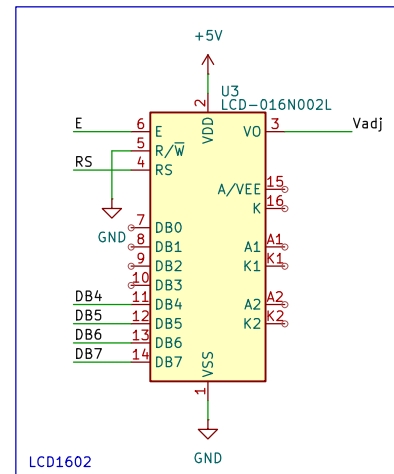 +5V
U3
LCD-016N002L
2
VDD
E 6 E
VO 3 Vadj
5 R/W̅
RS 4 RS
A/VEE 15
K 16
GND
7 DB0
8 DB1
A1 A1
9 DB2
K1 K1
10 DB3
DB4 11 DB4
A2 A2
DB5 12 DB5
K2 K2
DB6 13 DB6
DB7 14 DB7
VSS
1
GND
LCD1602